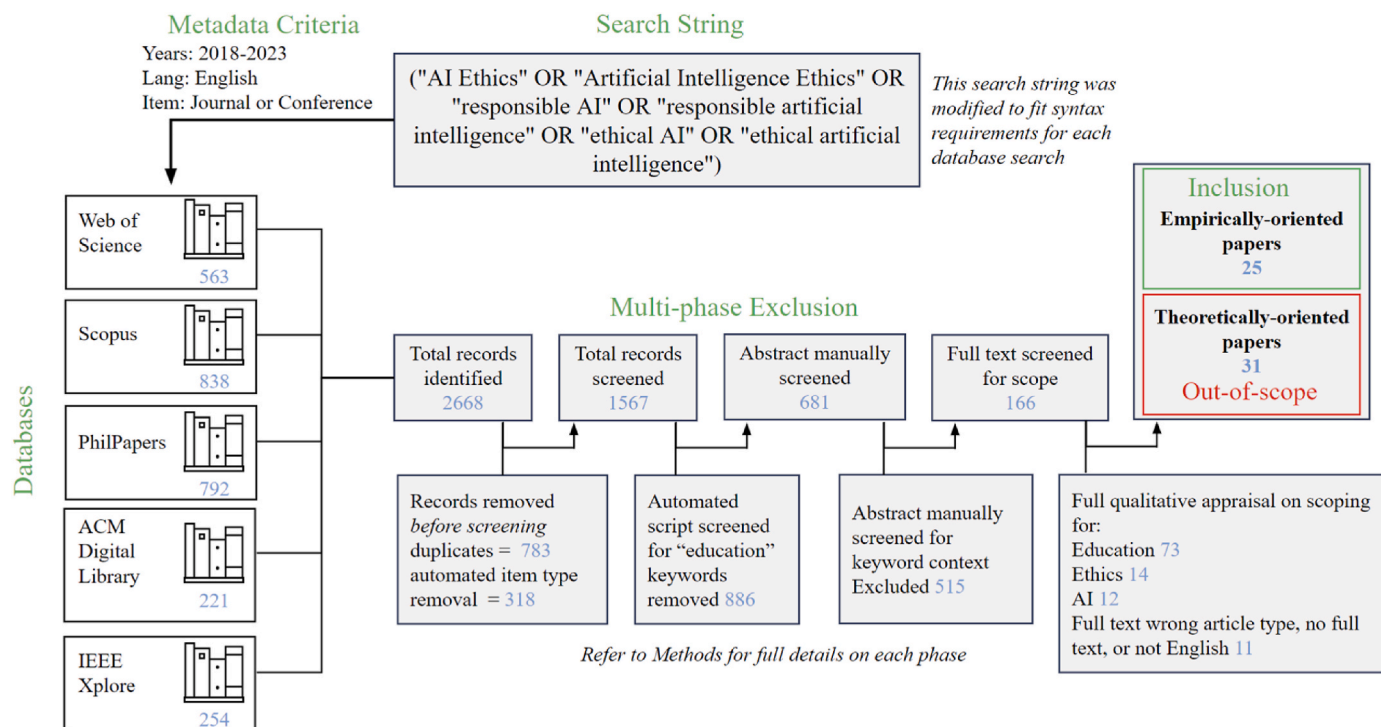 Metadata Criteria
Years: 2018-2023
Lang: English
Item: Journal or Conference
Search String
("AI Ethics" OR "Artificial Intelligence Ethics" OR
"responsible AI" OR "responsible artificial
intelligence" OR "ethical AI" OR "ethical artificial
intelligence")
This search string was
modified to fit syntax
requirements for each
database search
Databases
Web of
Science
563
Scopus
838
PhilPapers
792
ACM
Digital
Library
221
IEEE
Xplore
254
Multi-phase Exclusion
Total records
identified
2668
Total records
screened
1567
Abstract manually
screened
681
Full text screened
for scope
166
Records removed
before screening
duplicates = 783
automated item type
removal = 318
Automated
script screened
for “education”
keywords
removed 886
Abstract manually
screened for
keyword context
Excluded 515
Full qualitative appraisal on scoping
for:
Education 73
Ethics 14
AI 12
Full text wrong article type, no full
text, or not English 11
Inclusion
Empirically-oriented
papers
25
Theoretically-oriented
papers
31
Out-of-scope
Refer to Methods for full details on each phase